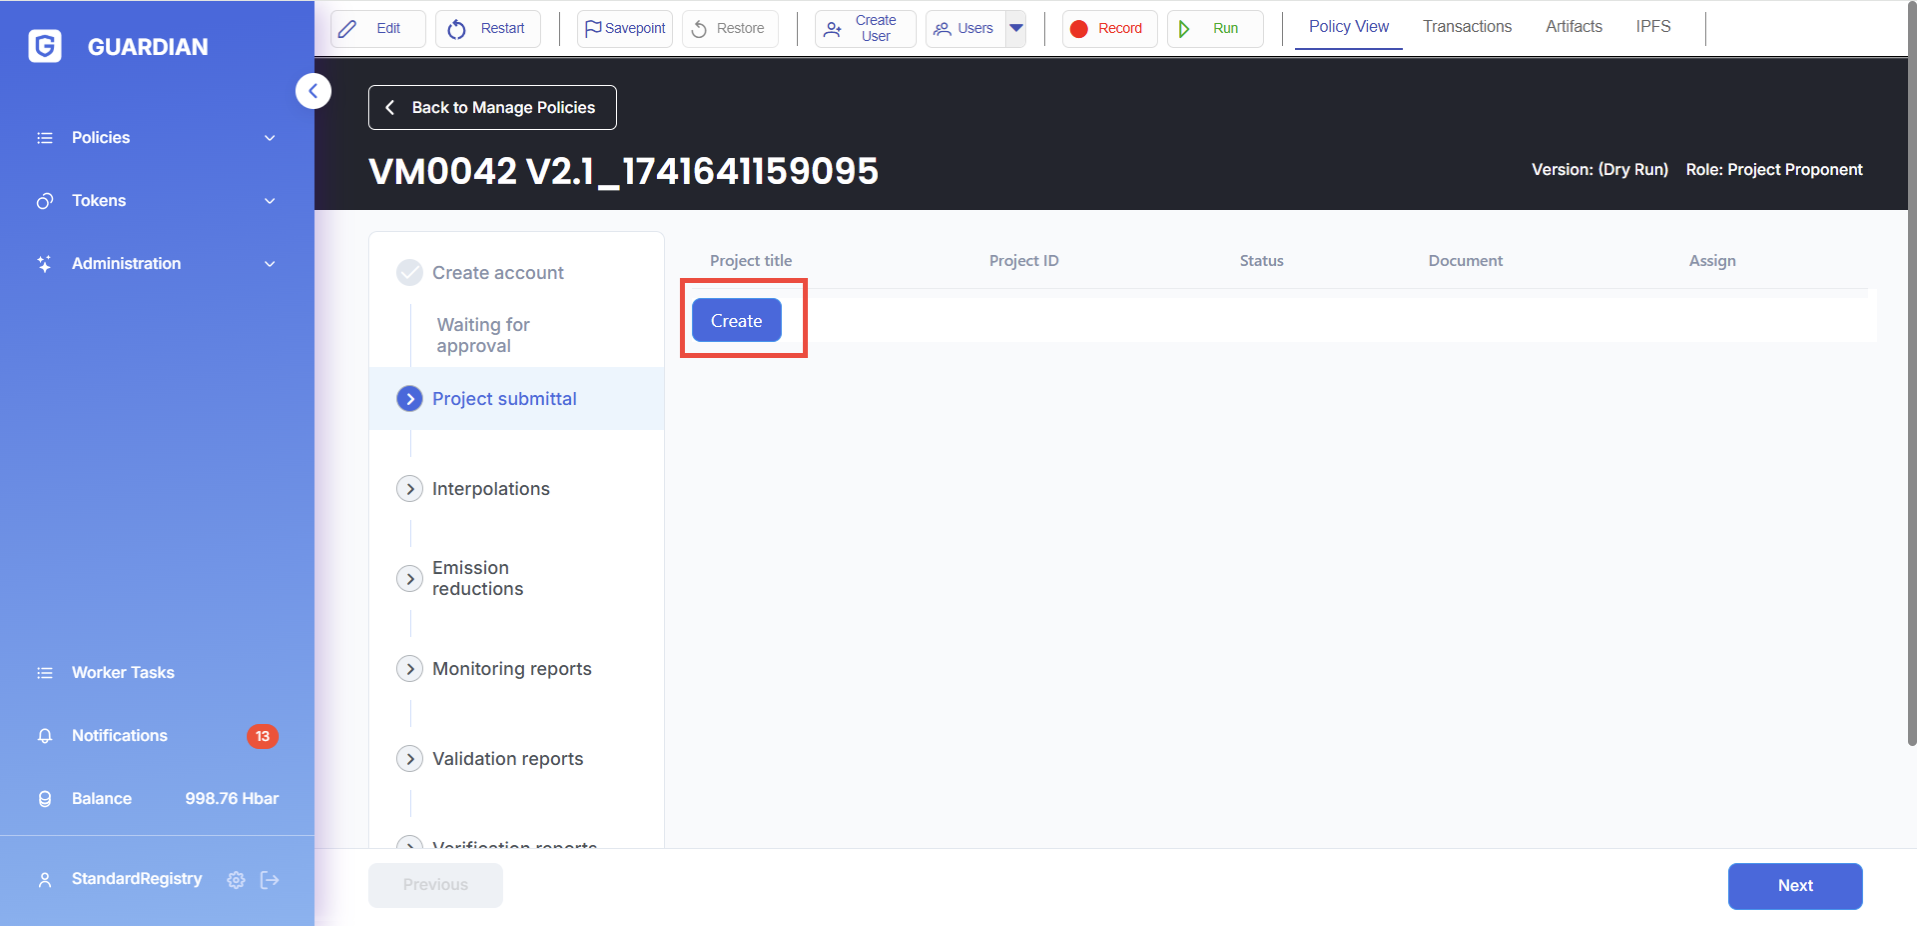 GUARDIAN
Edit
Restart
Savepoint
Restore
Create
User
Users
Record
Run
Policy View
Transactions
Artifacts
IPFS
Back to Manage Policies
VM0042 V2.1_1741641159095
Version: (Dry Run)
Role: Project Proponent
Policies
Tokens
Administration
Worker Tasks
Notifications
13
Balance
998.76 Hbar
StandardRegistry
Create account
Waiting for
approval
Project submittal
Interpolations
Emission
reductions
Monitoring reports
Validation reports
Verification reports
Project title
Project ID
Status
Document
Assign
Create
Previous
Next